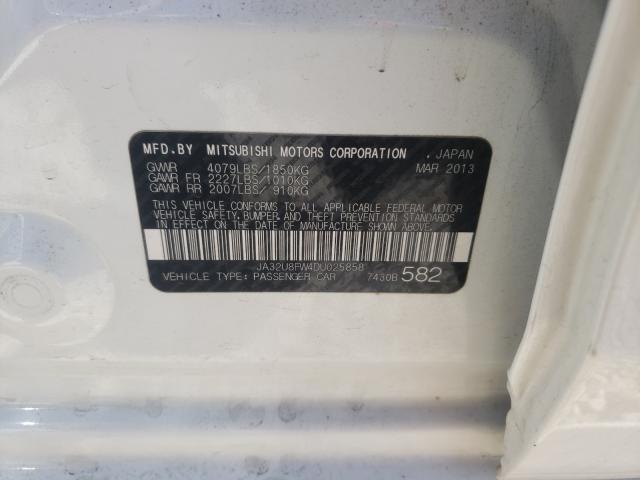 MFD.BY MITSUBISHI MOTORS CORPORATION . JAPAN
GVWR 4079LBS/1850KG MAR 2013
GAWR FR 2227LBS/1010KG
GAWR RR 2007LBS/ 910KG
THIS VEHICLE CONFORMS TO ALL APPLICABLE FEDERAL MOTOR
VEHICLE SAFETY, BUMPER, AND THEFT PREVENTION STANDARDS
IN EFFECT ON THE DATE OF MANUFACTURE SHOWN ABOVE.
JA32U8FW4DU025858
VEHICLE TYPE: PASSENGER CAR 7430B 582